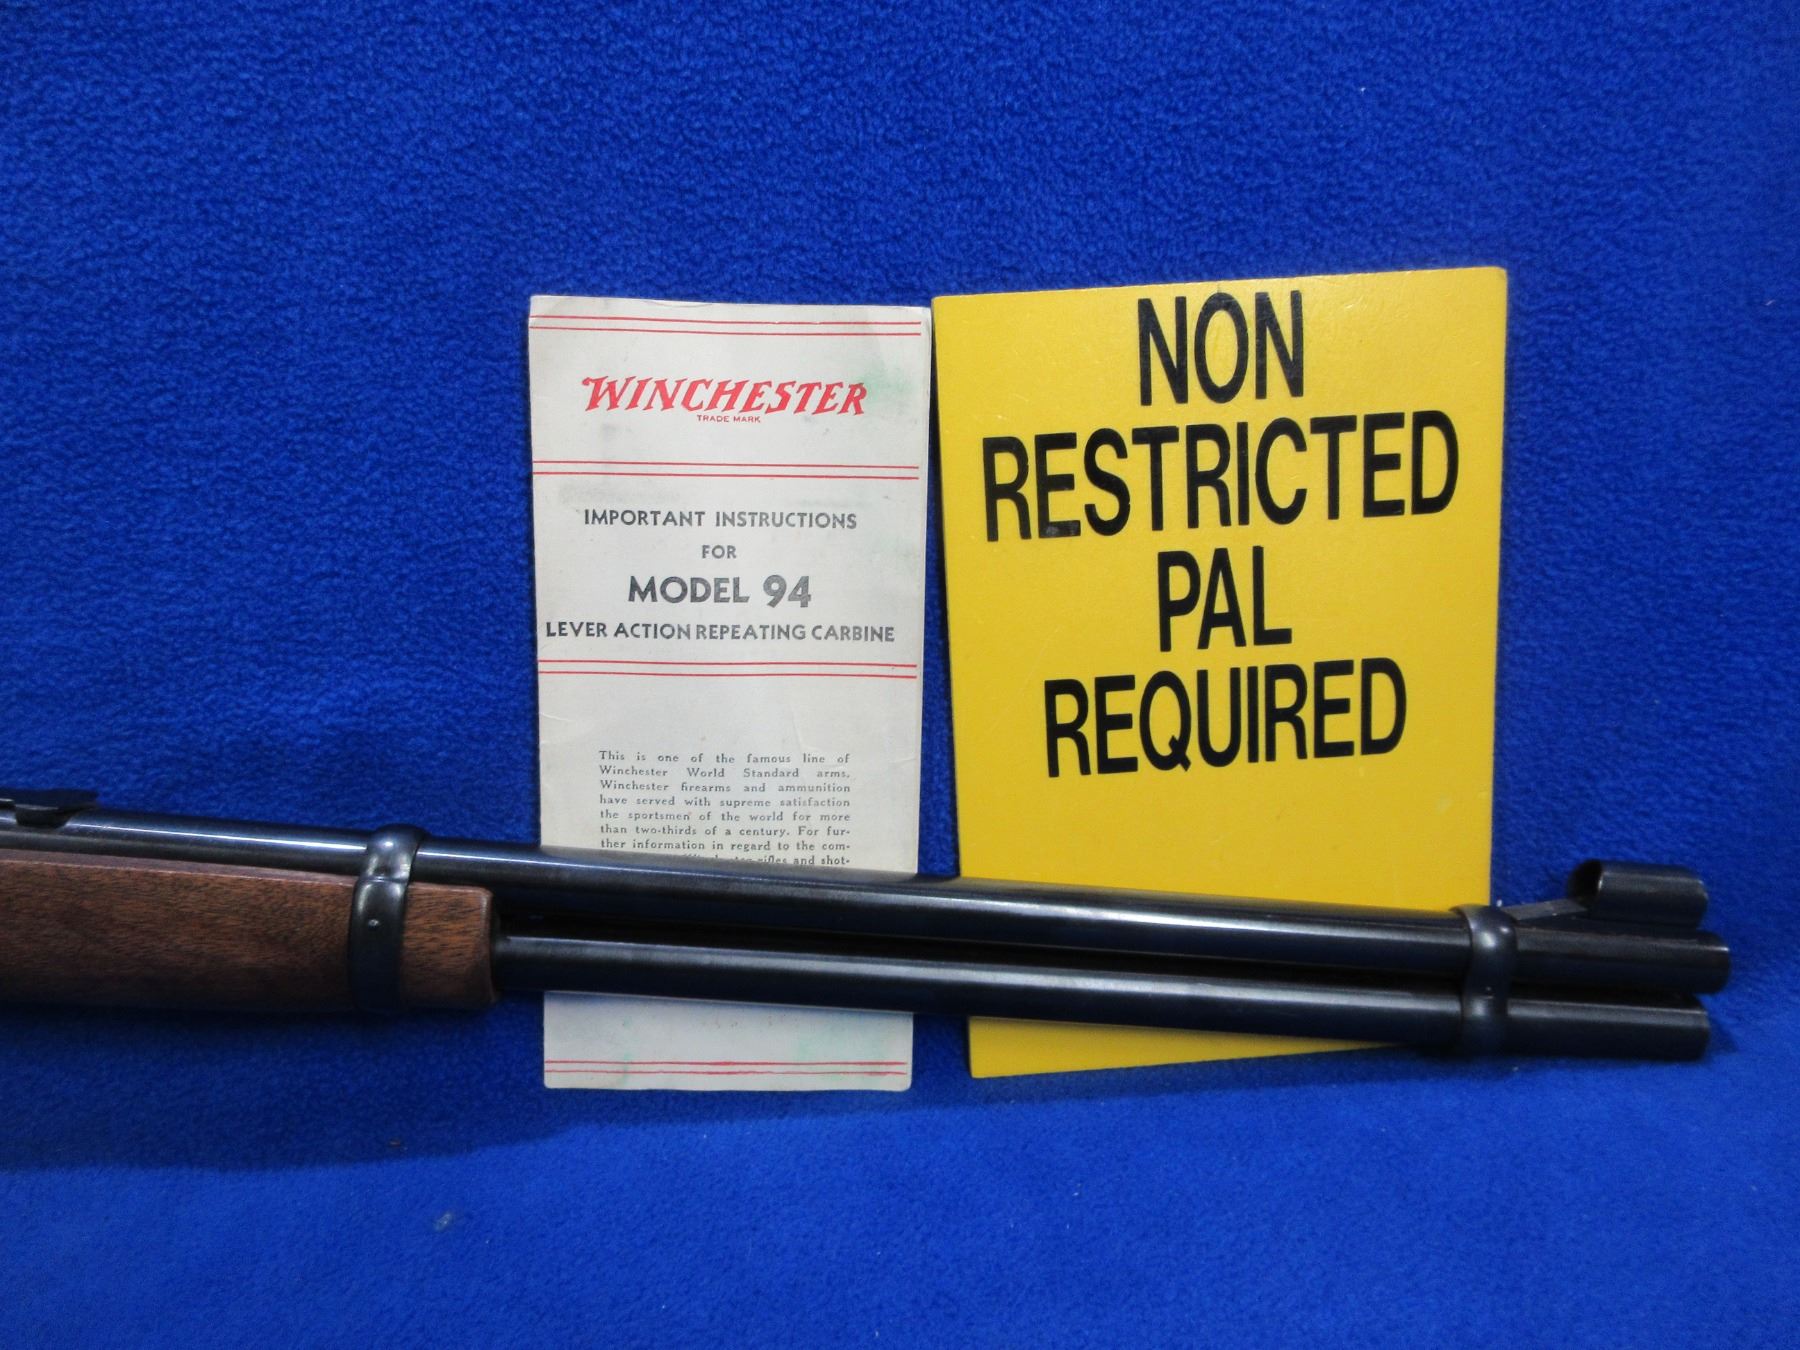 WINCHESTER
TRADE MARK
IMPORTANT INSTRUCTIONS
FOR
MODEL 94
LEVER ACTION REPEATING CARBINE
This is one of the famous line of
Winchester World Standard arms.
Winchester firearms and ammunition
have served with supreme satisfaction
the sportsmen of the world for more
than two-thirds of a century. For fur-
ther information in regard to the com-
rifles and shot-
NON
RESTRICTED
PAL
REQUIRED